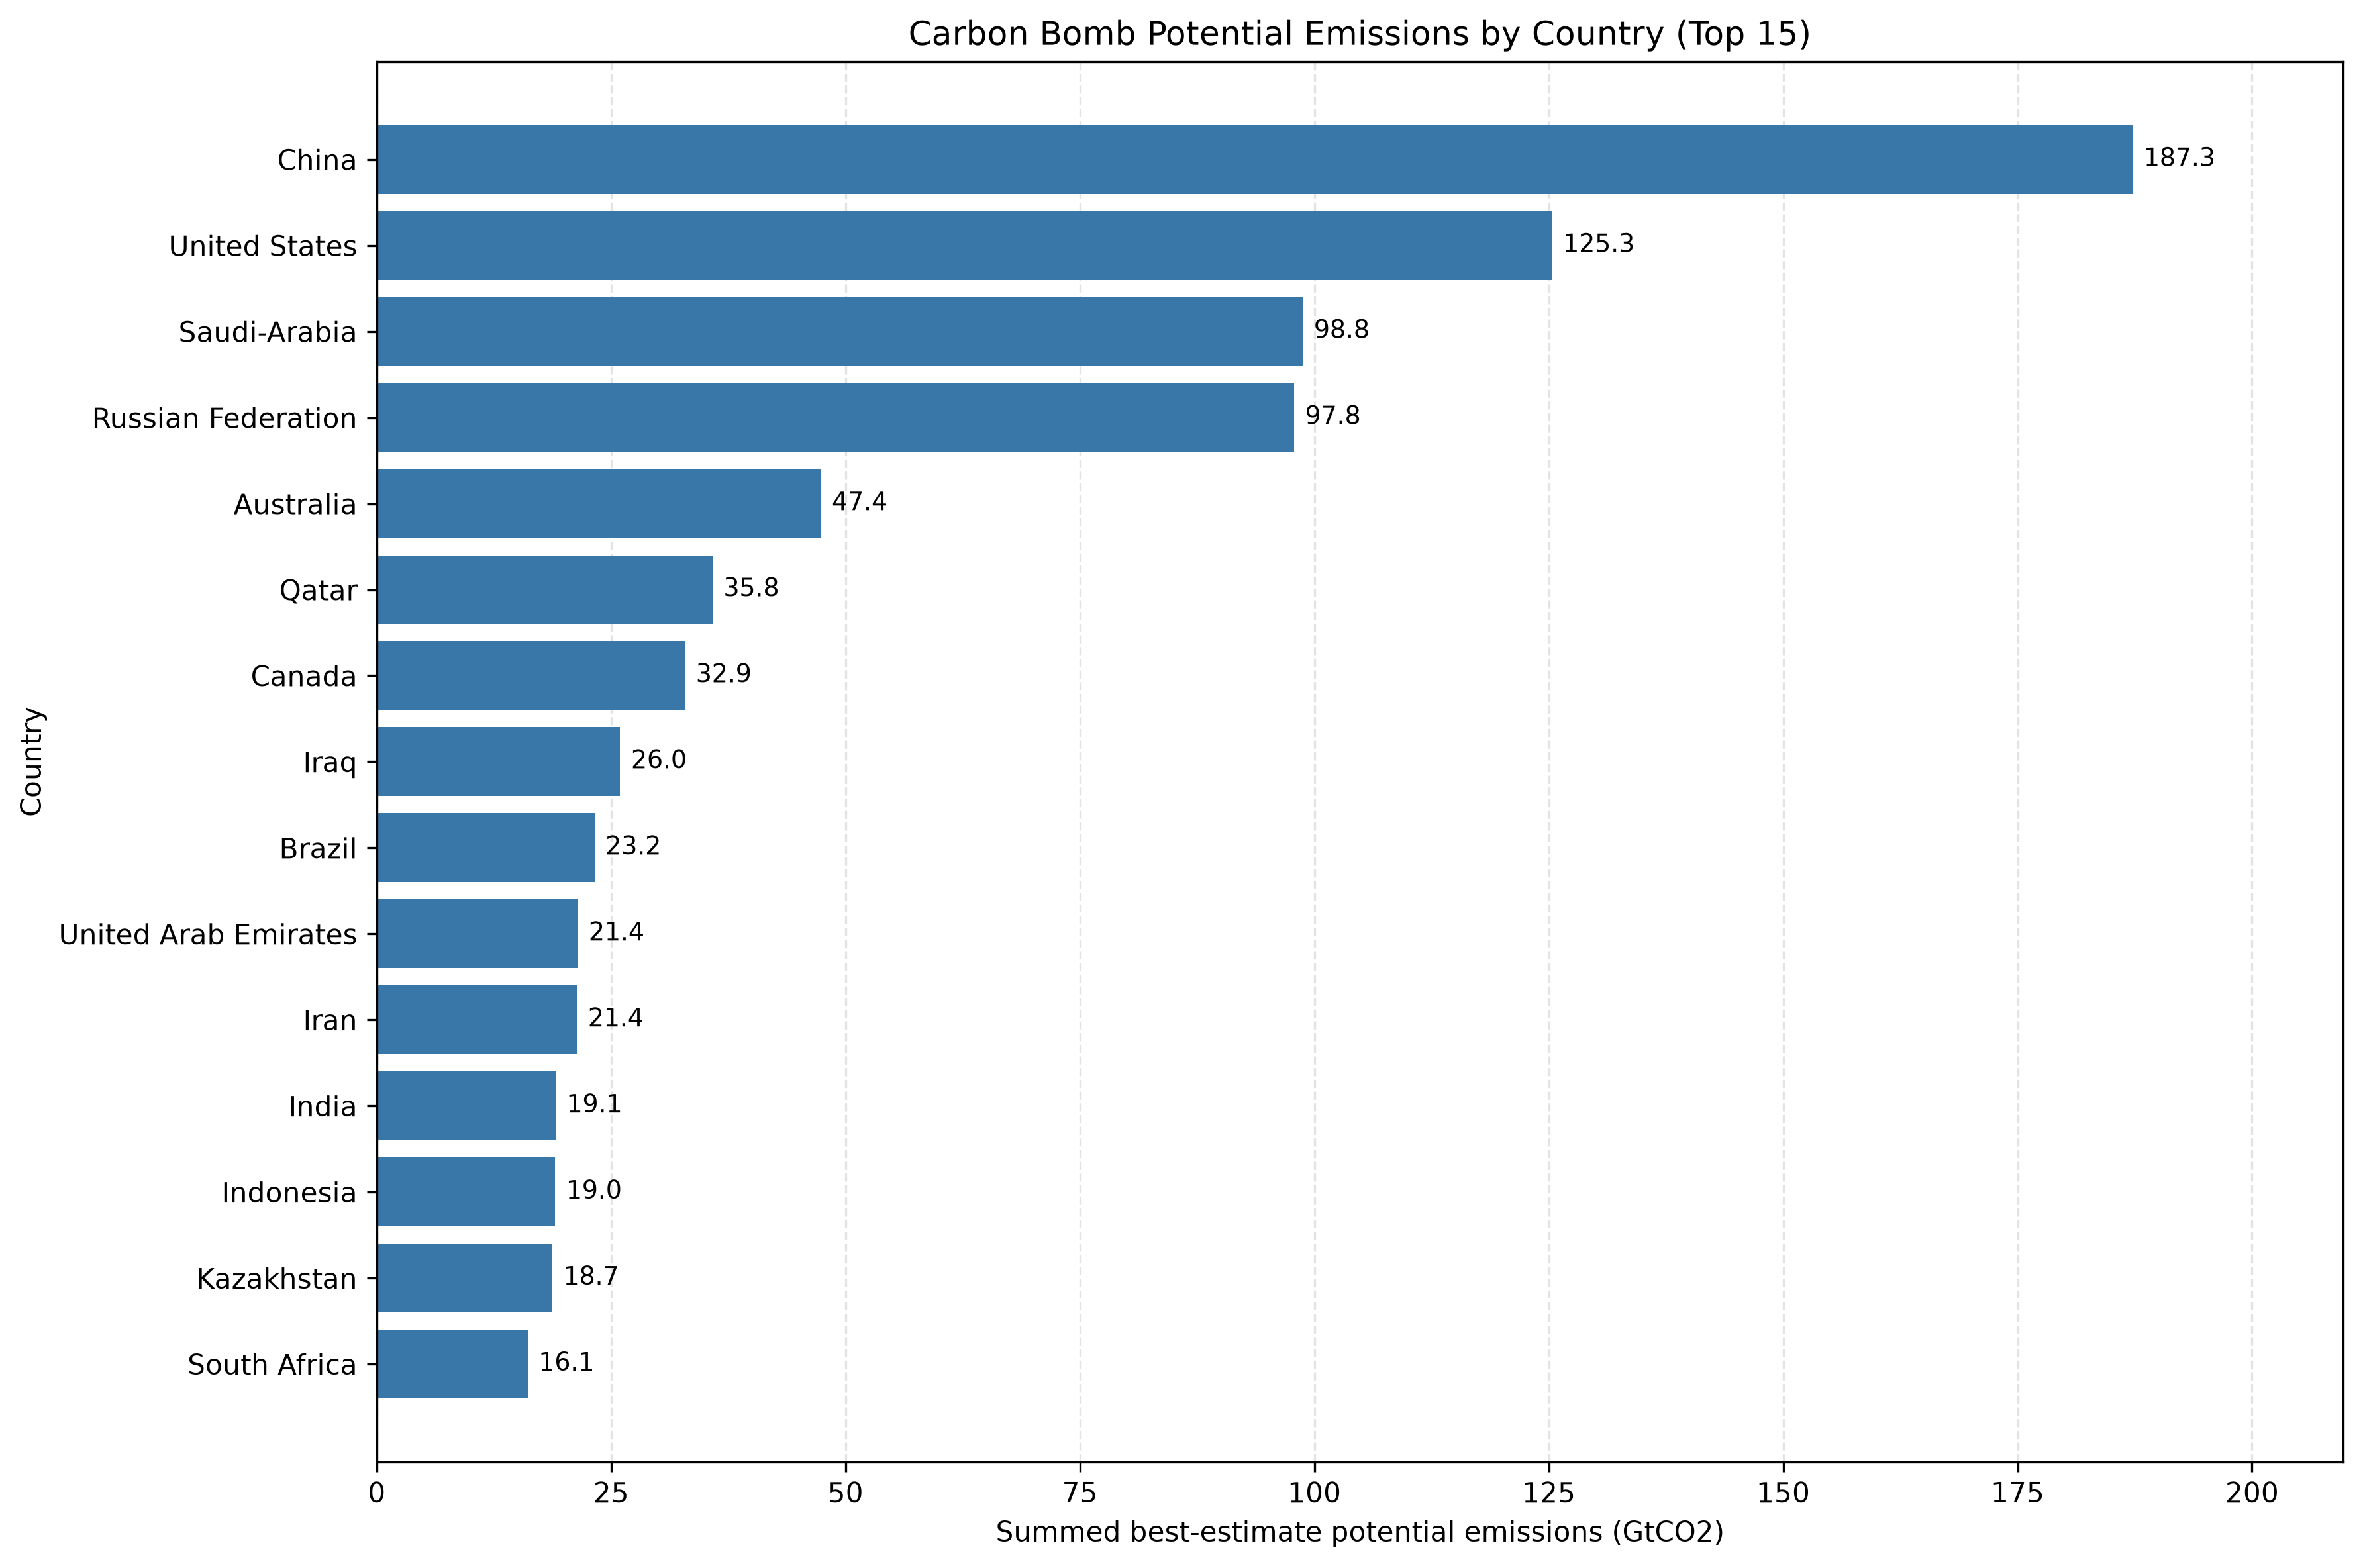 Carbon Bomb Potential Emissions by Country (Top 15)
Country
China 187.3
United States 125.3
Saudi-Arabia 98.8
Russian Federation 97.8
Australia 47.4
Qatar 35.8
Canada 32.9
Iraq 26.0
Brazil 23.2
United Arab Emirates 21.4
Iran 21.4
India 19.1
Indonesia 19.0
Kazakhstan 18.7
South Africa 16.1
0 25 50 75 100 125 150 175 200
Summed best-estimate potential emissions (GtCO2)